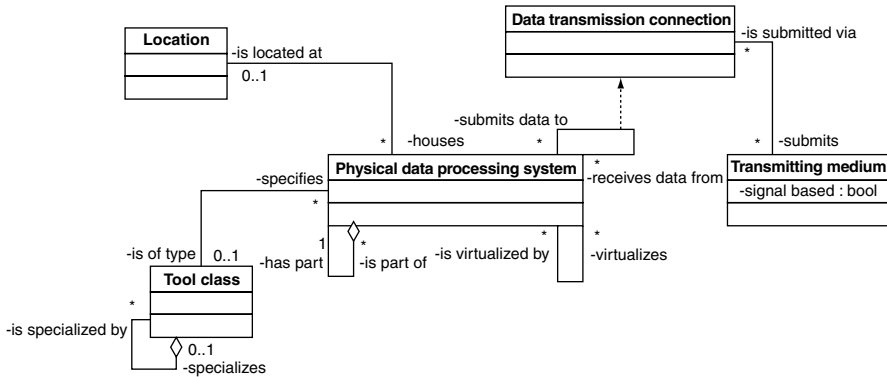 Data transmission connection
Location
-is submitted via
*
-is located at
0..1
-submits data to
*
-houses
*
*
-submits
Physical data processing system
*
-receives data from
Transmitting medium
-signal based : bool
-specifies
*
1
*
*
*
-is of type
0..1
-has part
-is part of
-is virtualized by
-virtualizes
Tool class
*
-is specialized by
0..1
-specializes